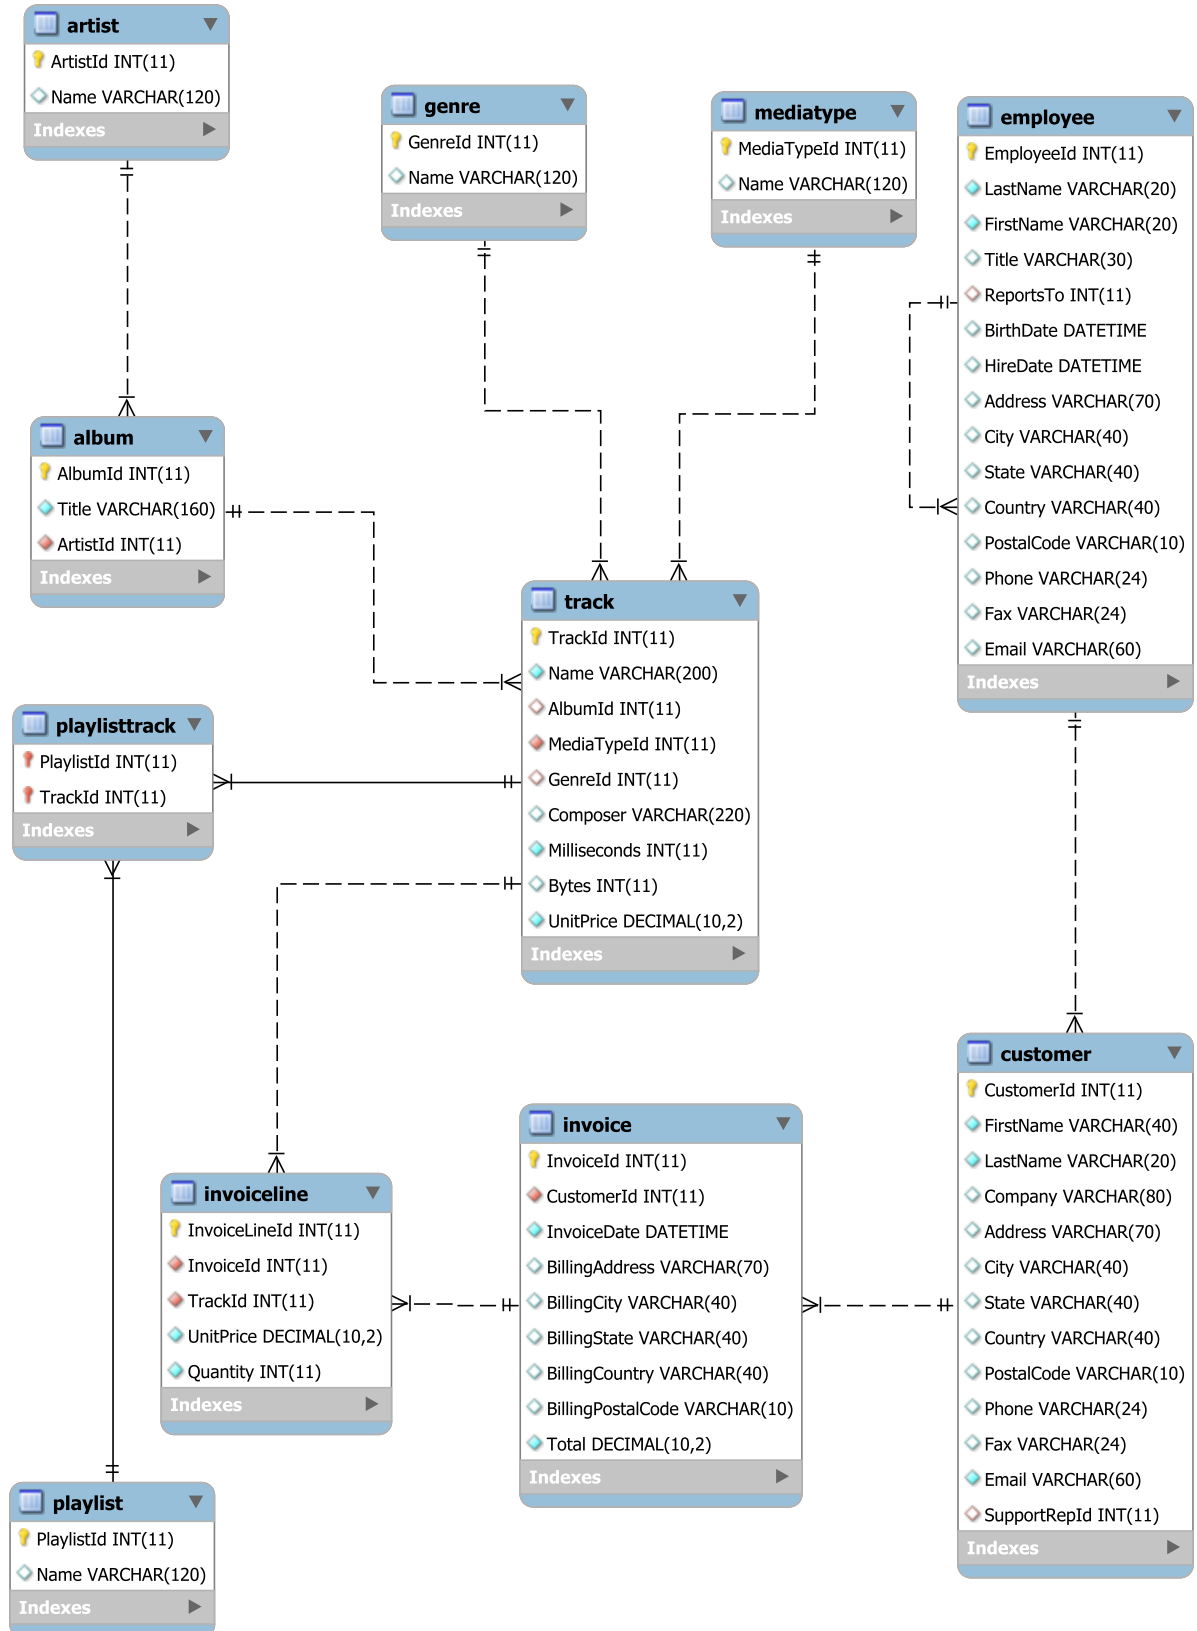 artist
ArtistId INT(11)
Name VARCHAR(120)
Indexes
genre
GenreId INT(11)
Name VARCHAR(120)
Indexes
mediatype
MediaTypeId INT(11)
Name VARCHAR(120)
Indexes
employee
EmployeeId INT(11)
LastName VARCHAR(20)
FirstName VARCHAR(20)
Title VARCHAR(30)
ReportsTo INT(11)
BirthDate DATETIME
HireDate DATETIME
Address VARCHAR(70)
City VARCHAR(40)
State VARCHAR(40)
Country VARCHAR(40)
PostalCode VARCHAR(10)
Phone VARCHAR(24)
Fax VARCHAR(24)
Email VARCHAR(60)
Indexes
album
AlbumId INT(11)
Title VARCHAR(160)
ArtistId INT(11)
Indexes
track
TrackId INT(11)
Name VARCHAR(200)
AlbumId INT(11)
MediaTypeId INT(11)
GenreId INT(11)
Composer VARCHAR(220)
Milliseconds INT(11)
Bytes INT(11)
UnitPrice DECIMAL(10,2)
Indexes
playlisttrack
PlaylistId INT(11)
TrackId INT(11)
Indexes
customer
CustomerId INT(11)
FirstName VARCHAR(40)
LastName VARCHAR(20)
Company VARCHAR(80)
Address VARCHAR(70)
City VARCHAR(40)
State VARCHAR(40)
Country VARCHAR(40)
PostalCode VARCHAR(10)
Phone VARCHAR(24)
Fax VARCHAR(24)
Email VARCHAR(60)
SupportRepId INT(11)
Indexes
invoice
InvoiceId INT(11)
CustomerId INT(11)
InvoiceDate DATETIME
BillingAddress VARCHAR(70)
BillingCity VARCHAR(40)
BillingState VARCHAR(40)
BillingCountry VARCHAR(40)
BillingPostalCode VARCHAR(10)
Total DECIMAL(10,2)
Indexes
invoiceline
InvoiceLineId INT(11)
InvoiceId INT(11)
TrackId INT(11)
UnitPrice DECIMAL(10,2)
Quantity INT(11)
Indexes
playlist
PlaylistId INT(11)
Name VARCHAR(120)
Indexes